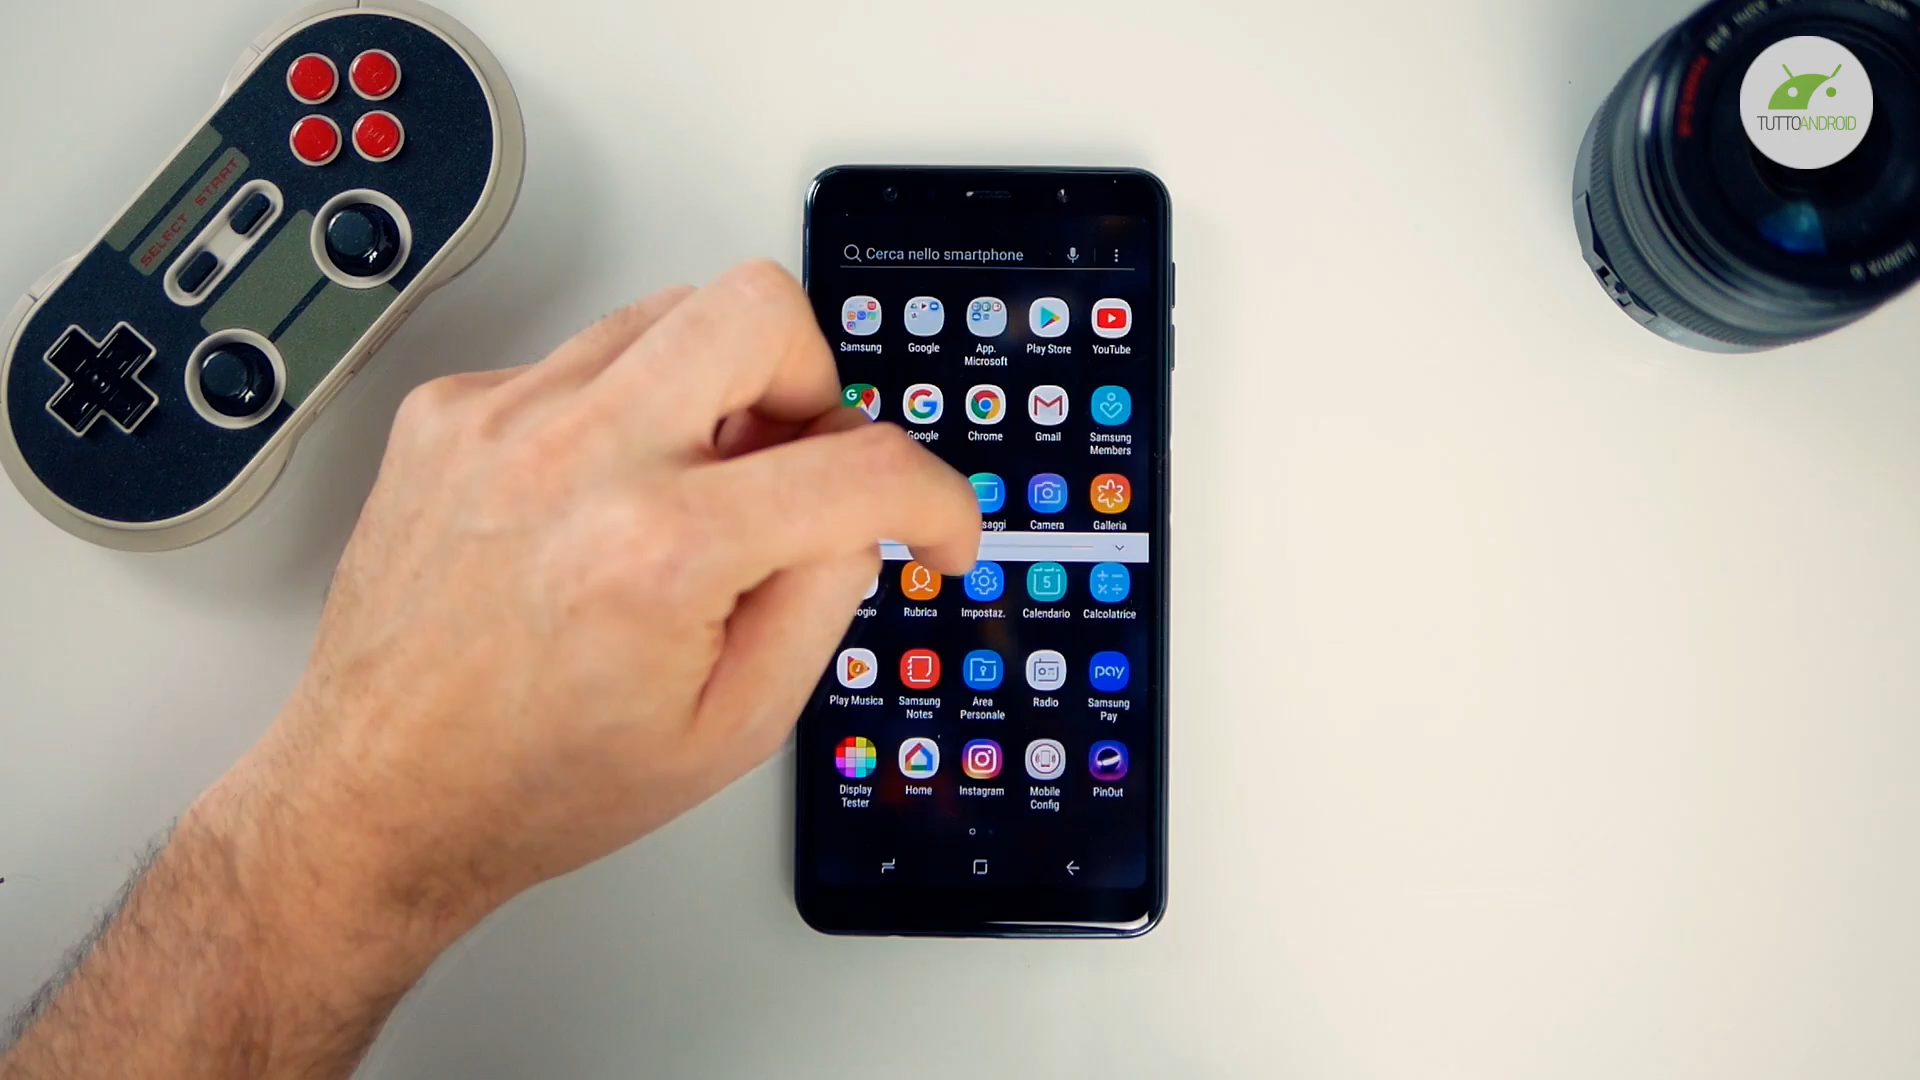 TUTTOANDROID
SELECT START
Cerca nello smartphone
Samsung
Google
App.
Microsoft
Play Store
YouTube
Google
Chrome
Gmail
Samsung
Members
Camera
Galleria
Rubrica
Impostaz.
5
Calendario
Calcolatrice
Play Musica
Samsung
Notes
Area
Personale
Radio
pay
Samsung
Pay
Display
Tester
Home
Instagram
Mobile
Config
PinOut